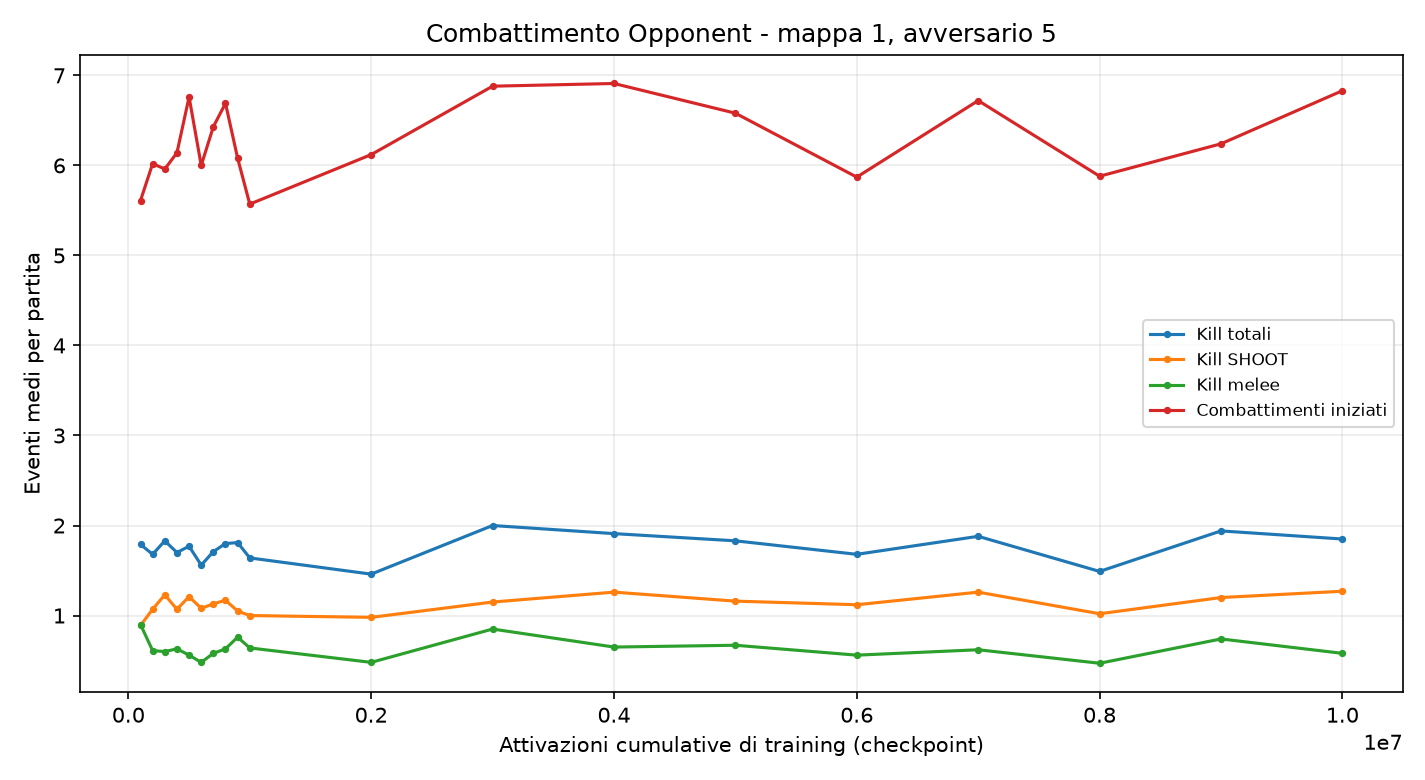 Combattimento Opponent - mappa 1, avversario 5
Eventi medi per partita
7
6
5
4
3
2
1
Kill totali
Kill SHOOT
Kill melee
Combattimenti iniziati
0.0 0.2 0.4 0.6 0.8 1.0
1e7
Attivazioni cumulative di training (checkpoint)